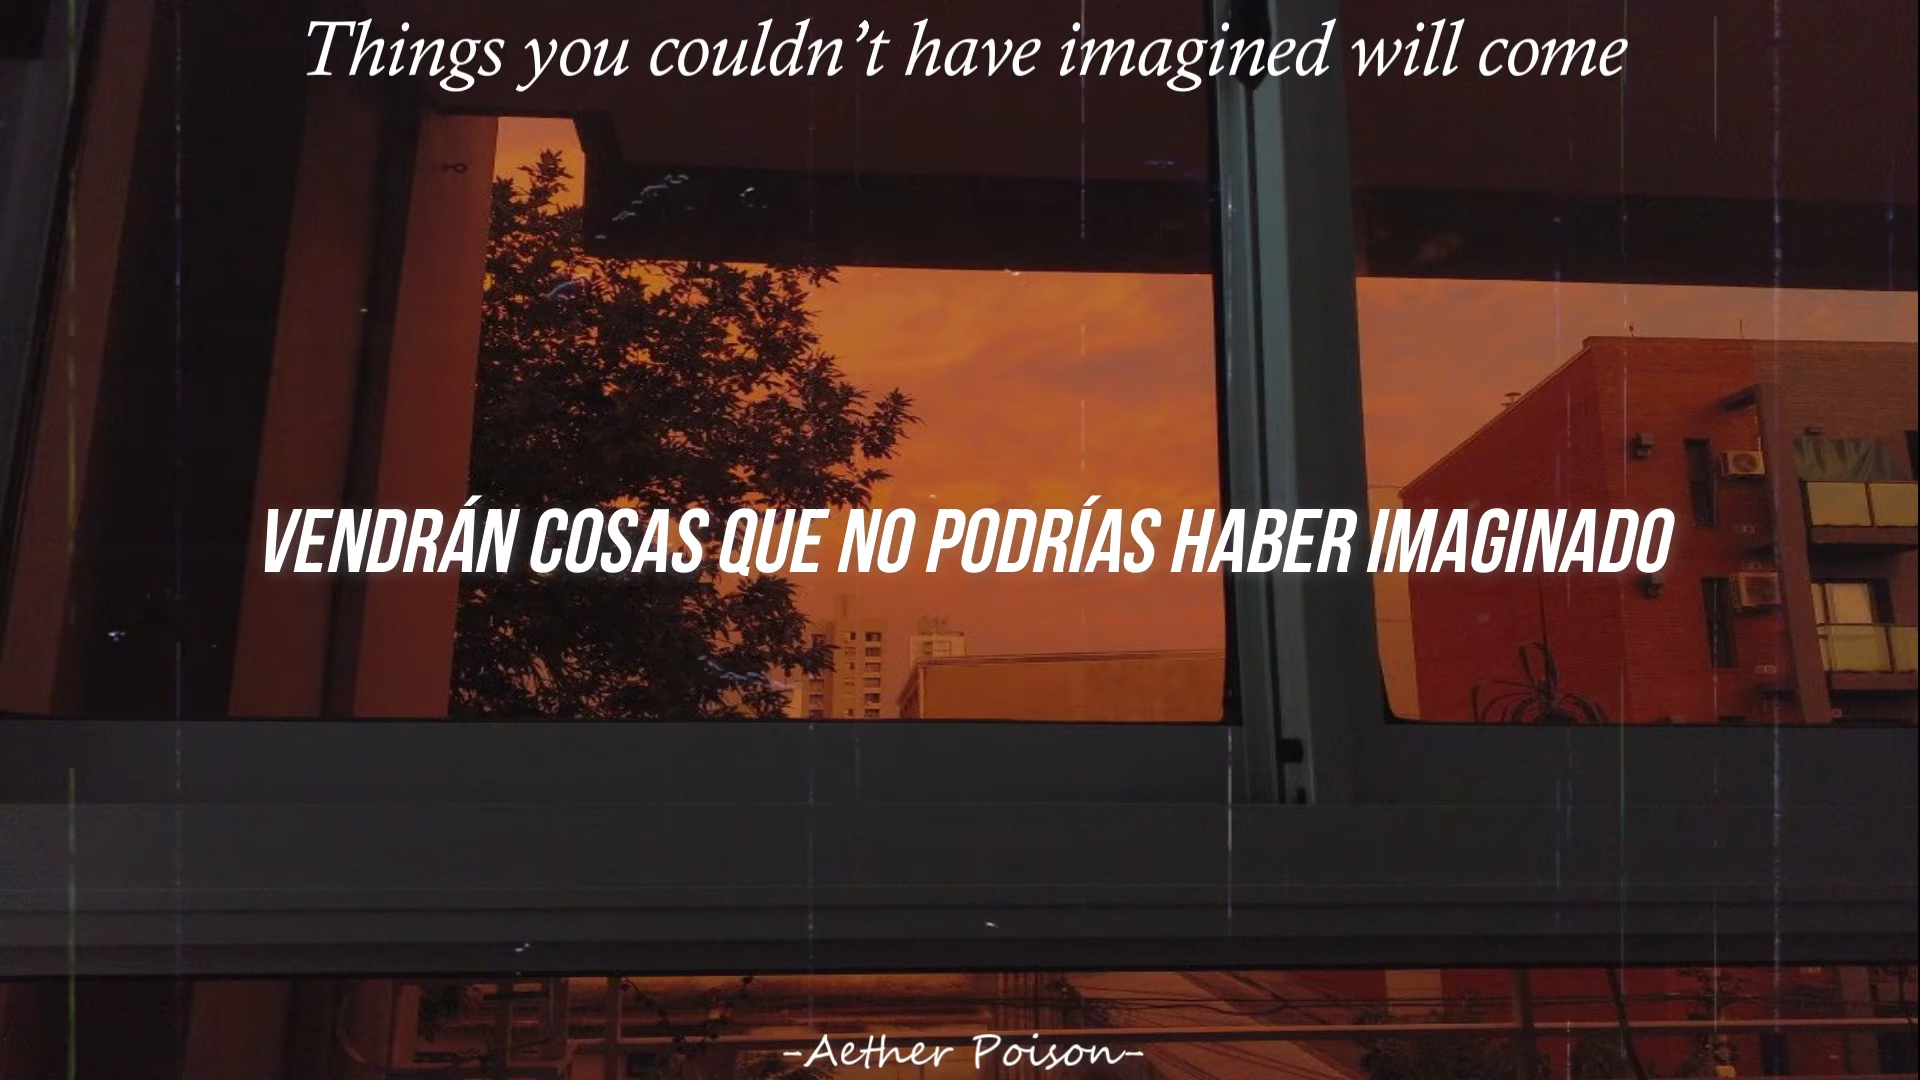 Things you couldn’t have imagined will come
VENDRÁN COSAS QUE NO PODRÍAS HABER IMAGINADO
-Aether Poison-